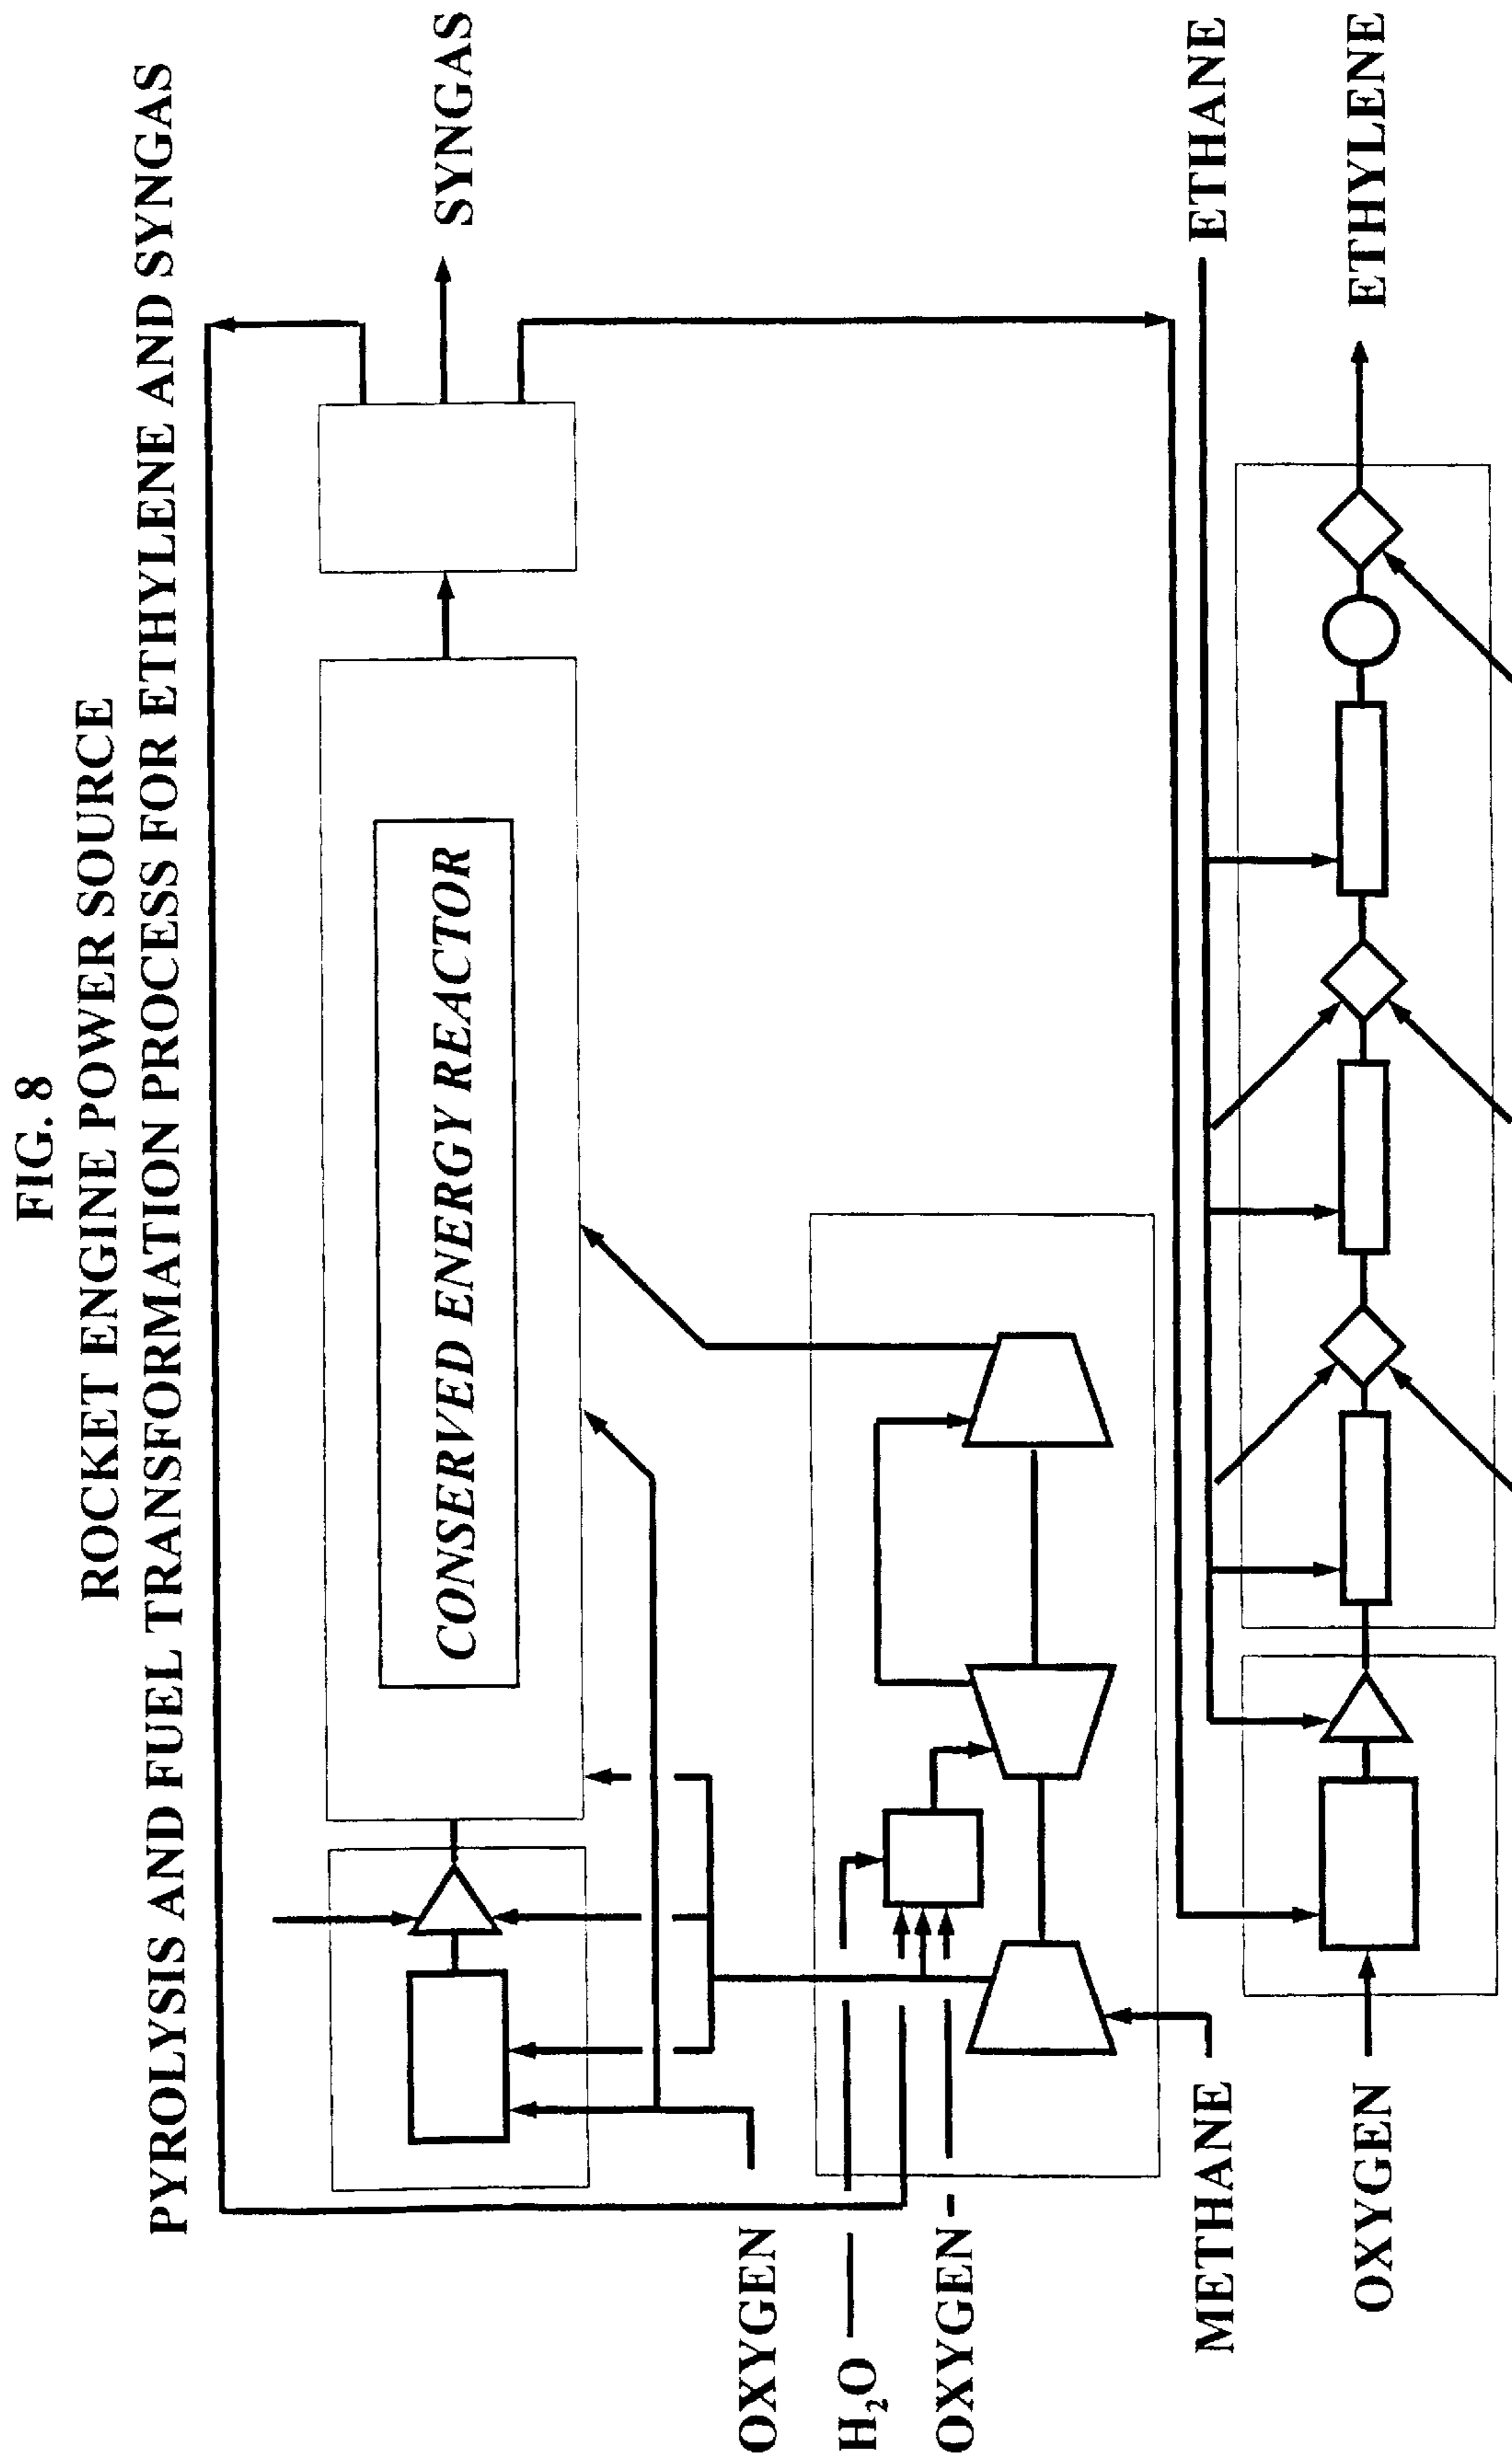 FIG. 8
ROCKET ENGINE POWER SOURCE
PYROLYSIS AND FUEL TRANSFORMATION PROCESS FOR ETHYLENE AND SYNGAS
SYNGAS
CONSERVED ENERGY REACTOR
OXYGEN
H₂O
OXYGEN
METHANE
ETHANE
OXYGEN
ETHYLENE